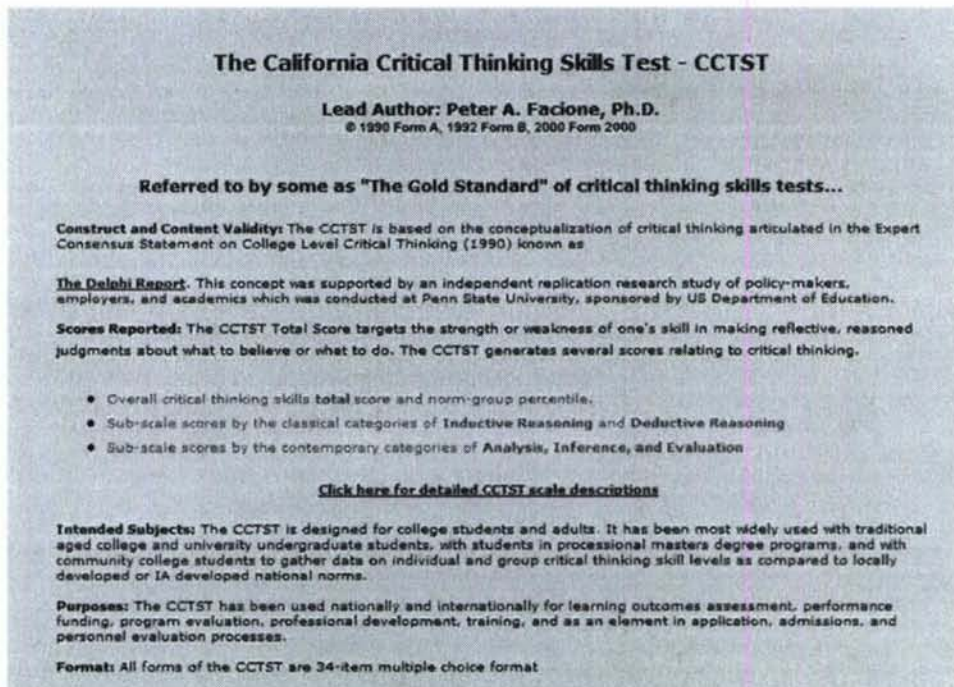 The California Critical Thinking Skills Test - CCTST
Lead Author: Peter A. Facione, Ph.D.
© 1990 Form A, 1992 Form B, 2000 Form 2000
Referred to by some as "The Gold Standard" of critical thinking skills tests...
Construct and Content Validity: The CCTST is based on the conceptualization of critical thinking articulated in the Expert
Consensus Statement on College Level Critical Thinking (1990) known as
The Delphi Report. This concept was supported by an independent replication research study of policy-makers,
employers, and academics which was conducted at Penn State University, sponsored by US Department of Education.
Scores Reported: The CCTST Total Score targets the strength or weakness of one's skill in making reflective, reasoned
judgments about what to believe or what to do. The CCTST generates several scores relating to critical thinking.
• Overall critical thinking skills total score and norm-group percentile.
• Sub-scale scores by the classical categories of Inductive Reasoning and Deductive Reasoning
• Sub-scale scores by the contemporary categories of Analysis, Inference, and Evaluation
Click here for detailed CCTST scale descriptions
Intended Subjects: The CCTST is designed for college students and adults. It has been most widely used with traditional
aged college and university undergraduate students, with students in processional masters degree programs, and with
community college students to gather data on individual and group critical thinking skill levels as compared to locally
developed or IA developed national norms.
Purposes: The CCTST has been used nationally and internationally for learning outcomes assessment, performance
funding, program evaluation, professional development, training, and as an element in application, admissions, and
personnel evaluation processes.
Format: All forms of the CCTST are 34-item multiple choice format